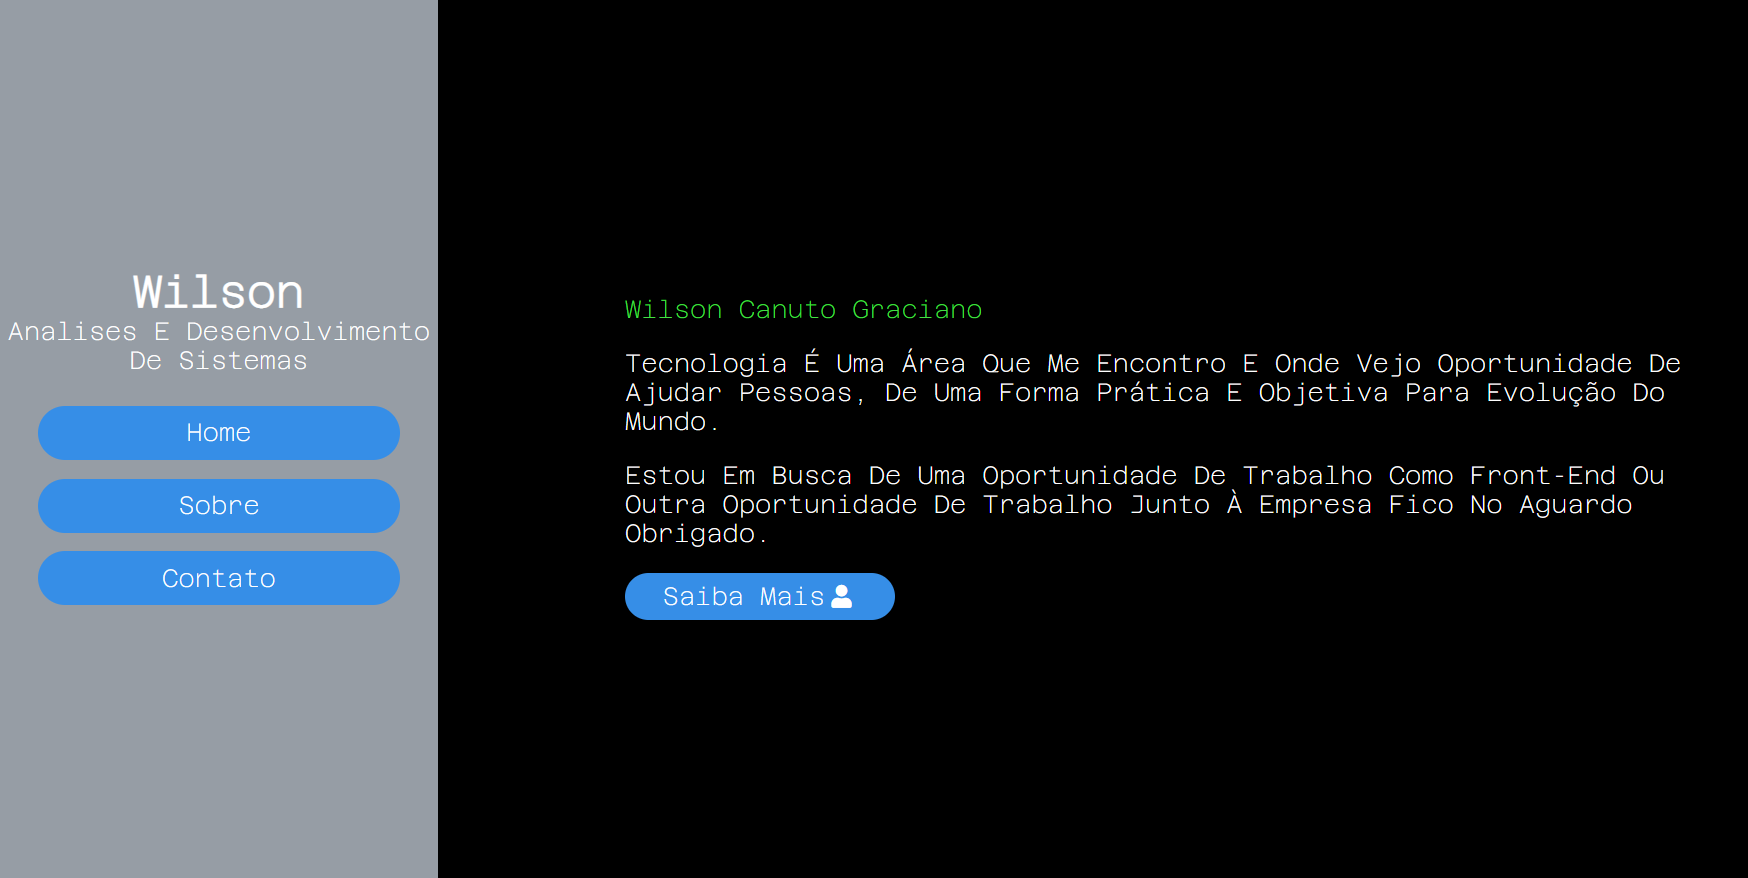 Wilson
Analises E Desenvolvimento
De Sistemas
Home
Sobre
Contato
Wilson Canuto Graciano
Tecnologia É Uma Área Que Me Encontro E Onde Vejo Oportunidade De
Ajudar Pessoas, De Uma Forma Prática E Objetiva Para Evolução Do
Mundo.
Estou Em Busca De Uma Oportunidade De Trabalho Como Front-End Ou
Outra Oportunidade De Trabalho Junto À Empresa Fico No Aguardo
Obrigado.
Saiba Mais